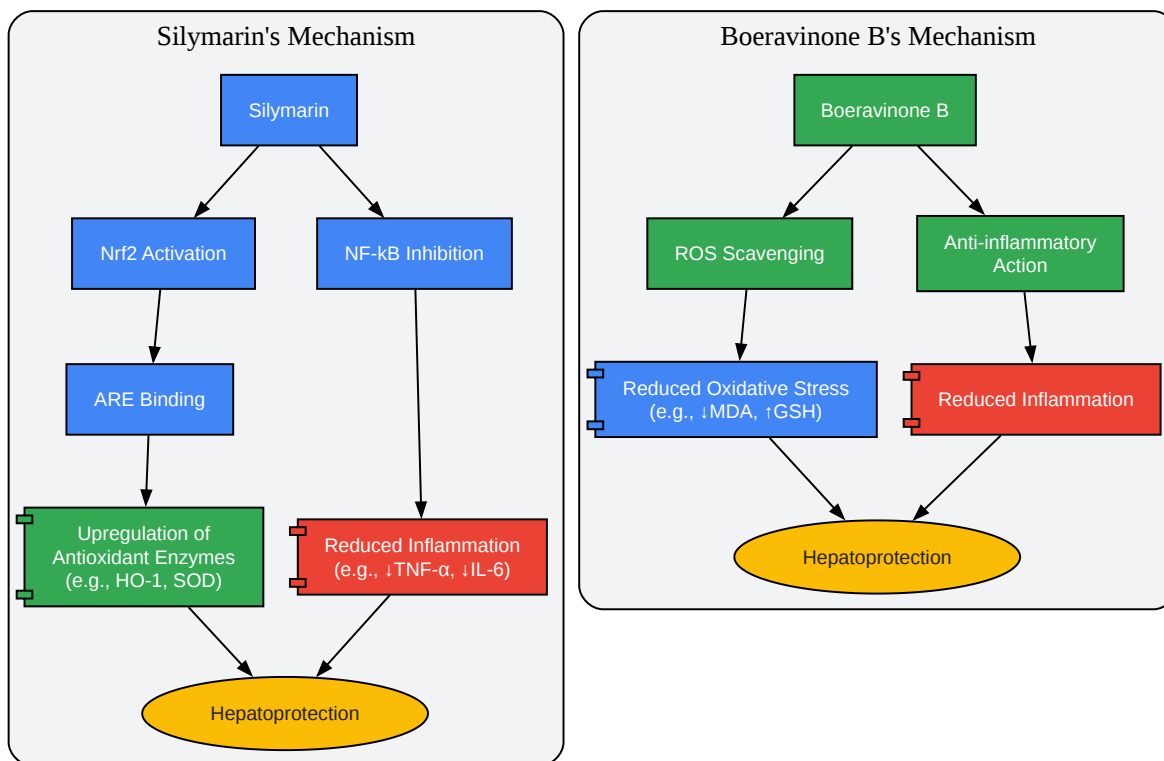 Silymarin's Mechanism
Silymarin
Nrf2 Activation
NF-kB Inhibition
ARE Binding
Upregulation of
Antioxidant Enzymes
(e.g., HO-1, SOD)
Reduced Inflammation
(e.g., ↓TNF-α, ↓IL-6)
Hepatoprotection
Boeravinone B's Mechanism
Boeravinone B
ROS Scavenging
Anti-inflammatory
Action
Reduced Oxidative Stress
(e.g., ↓MDA, ↑GSH)
Reduced Inflammation
Hepatoprotection